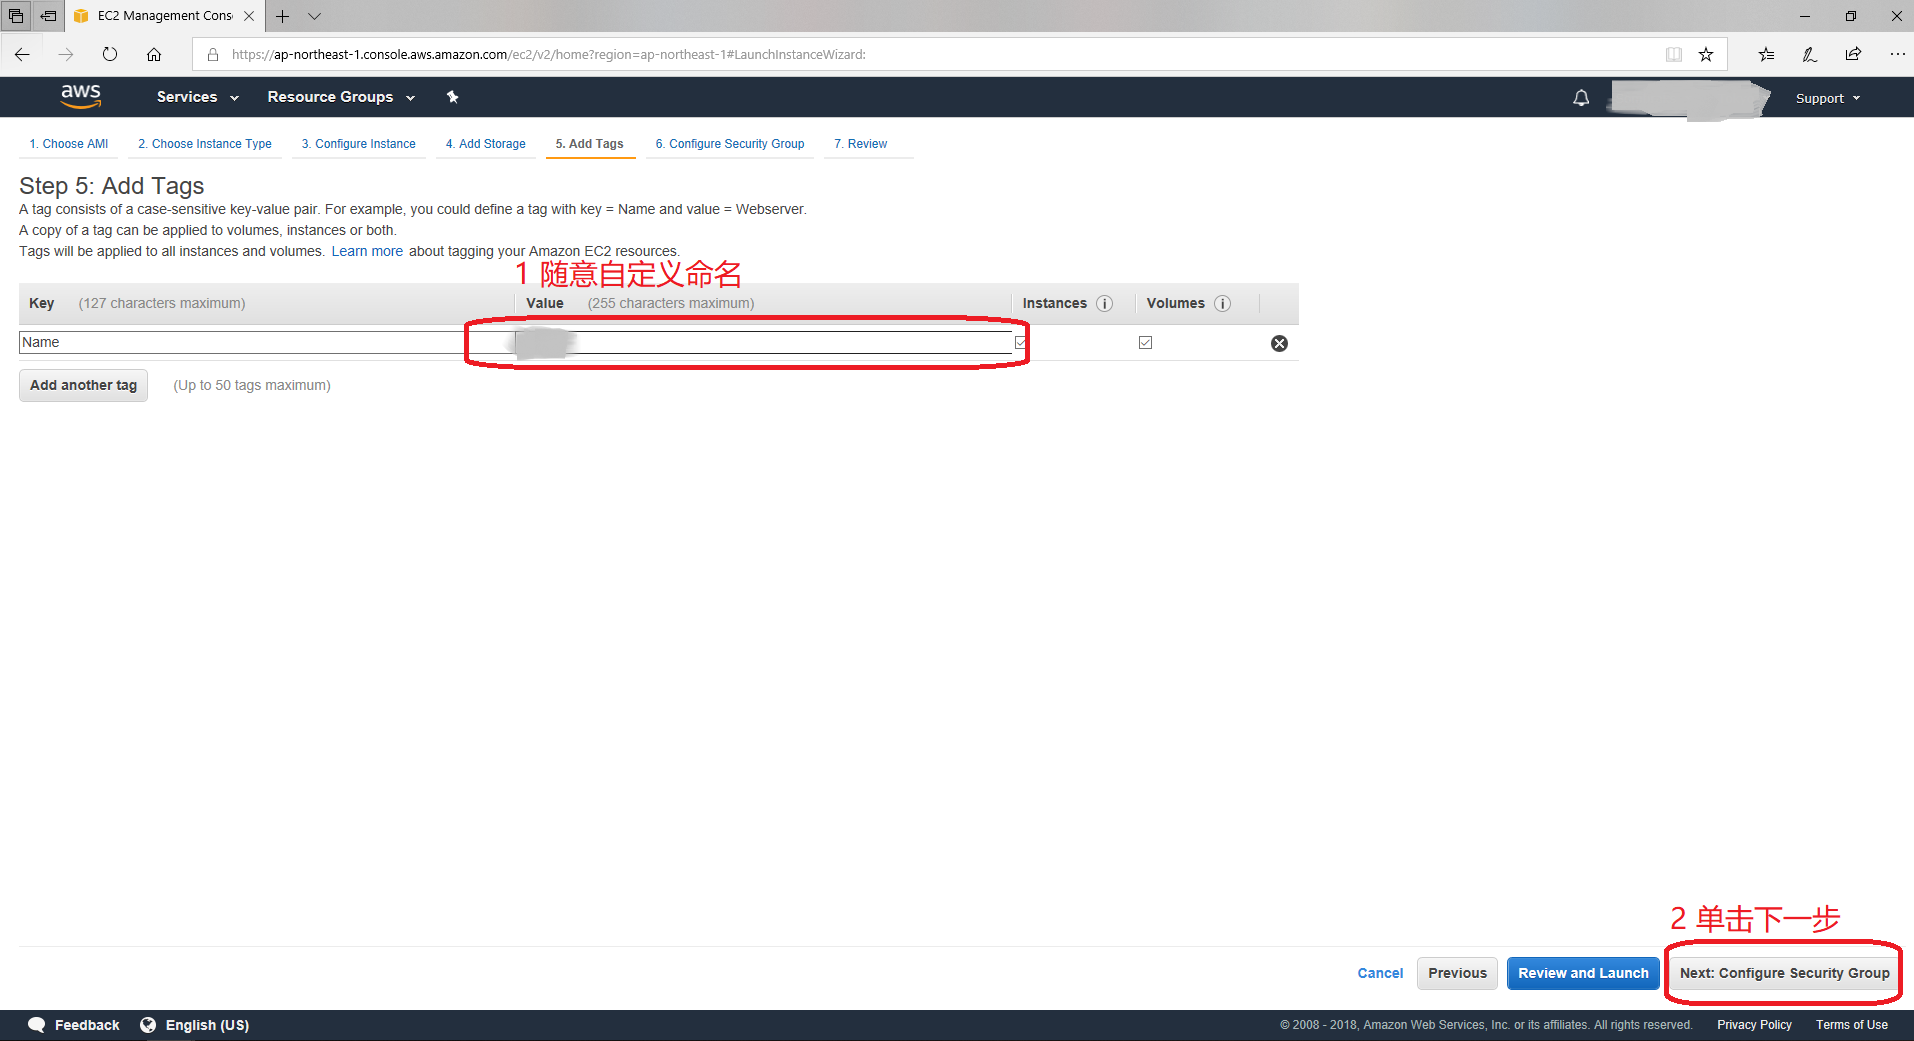 EC2 Management Cons
https://ap-northeast-1.console.aws.amazon.com/ec2/v2/home?region=ap-northeast-1#LaunchInstanceWizard:
aws Services Resource Groups Support
1. Choose AMI 2. Choose Instance Type 3. Configure Instance 4. Add Storage 5. Add Tags 6. Configure Security Group 7. Review
Step 5: Add Tags
A tag consists of a case-sensitive key-value pair. For example, you could define a tag with key = Name and value = Webserver.
A copy of a tag can be applied to volumes, instances or both.
Tags will be applied to all instances and volumes. Learn more about tagging your Amazon EC2 resources.
1 随意自定义命名
Key (127 characters maximum) Value (255 characters maximum) Instances i Volumes i
Name
Add another tag (Up to 50 tags maximum)
2 单击下一步
Cancel Previous Review and Launch Next: Configure Security Group
Feedback English (US) © 2008 - 2018, Amazon Web Services, Inc. or its affiliates. All rights reserved. Privacy Policy Terms of Use